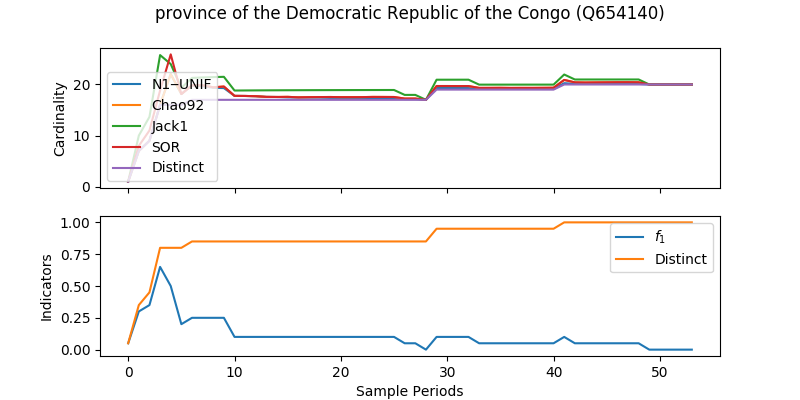 province of the Democratic Republic of the Congo (Q654140)
Cardinality
20
10
0
N1−UNIF
Chao92
Jack1
SOR
Distinct
Indicators
1.00
0.75
0.50
0.25
0.00
f1
Distinct
0 10 20 30 40 50
Sample Periods